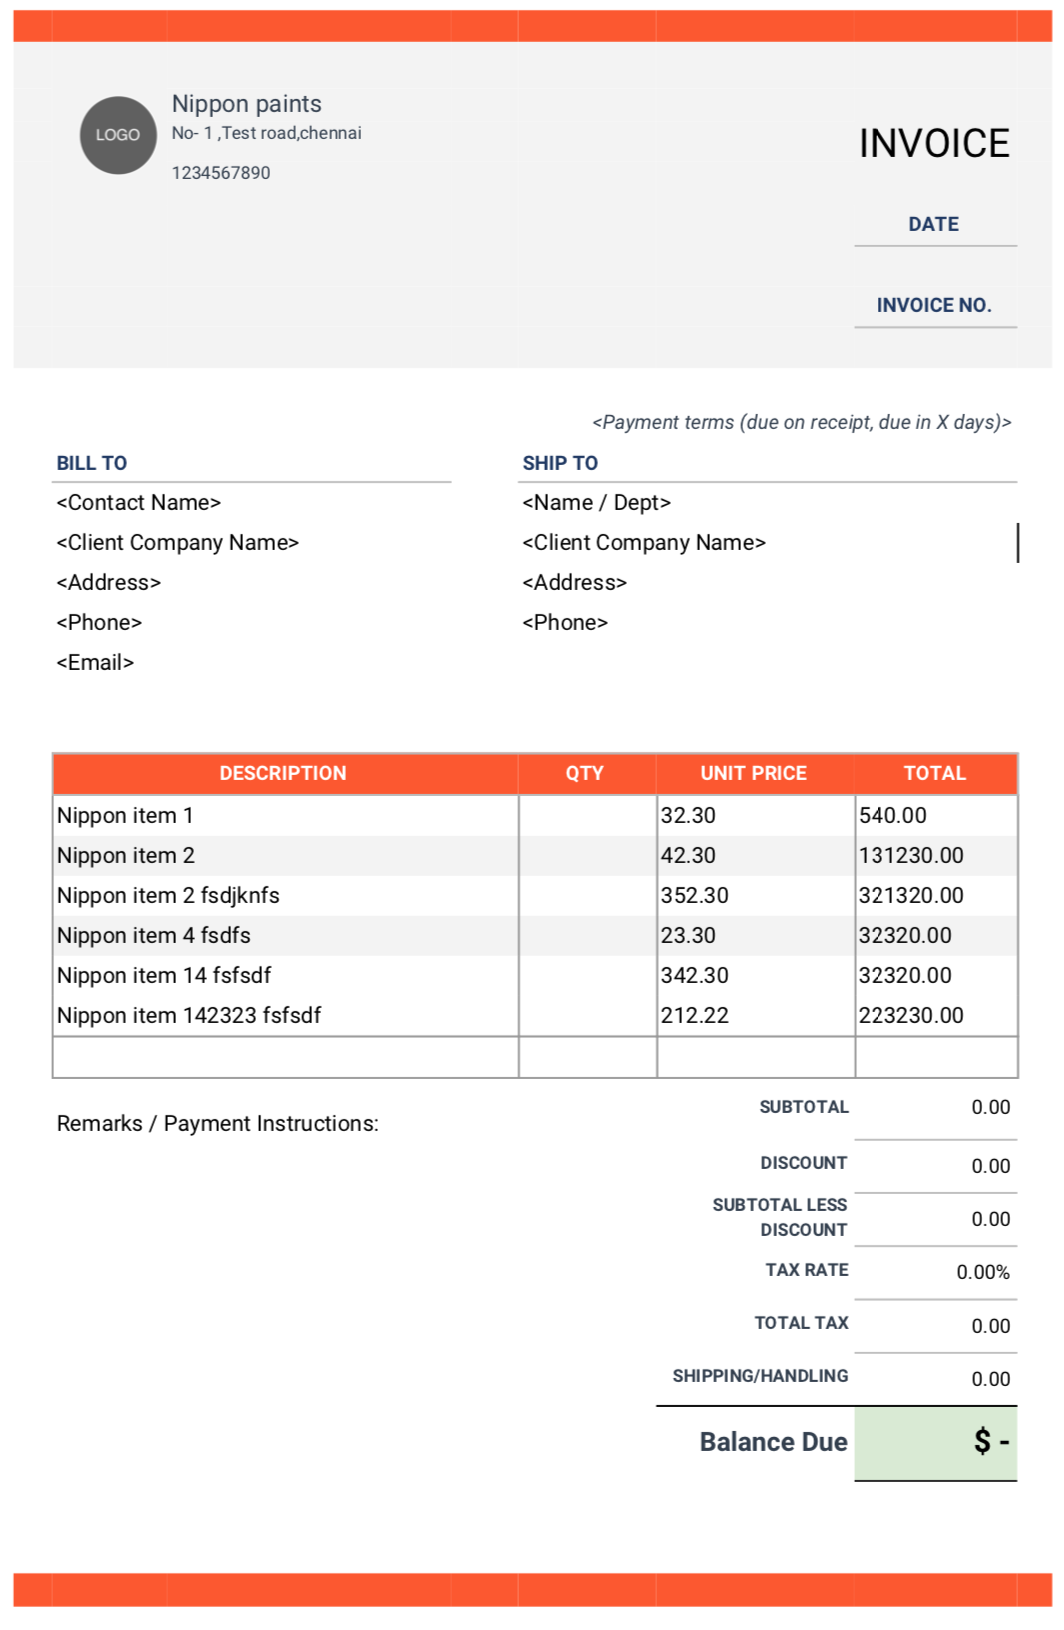 LOGO
Nippon paints
No- 1 ,Test road,chennai
1234567890
INVOICE
DATE
INVOICE NO.
<Payment terms (due on receipt, due in X days)>
BILL TO
<Contact Name>
<Client Company Name>
<Address>
<Phone>
<Email>
SHIP TO
<Name / Dept>
<Client Company Name>
<Address>
<Phone>
DESCRIPTION QTY UNIT PRICE TOTAL
Nippon item 1 32.30 540.00
Nippon item 2 42.30 131230.00
Nippon item 2 fsdjknfs 352.30 321320.00
Nippon item 4 fsdfs 23.30 32320.00
Nippon item 14 fsfsdf 342.30 32320.00
Nippon item 142323 fsfsdf 212.22 223230.00
Remarks / Payment Instructions:
SUBTOTAL 0.00
DISCOUNT 0.00
SUBTOTAL LESS
DISCOUNT 0.00
TAX RATE 0.00%
TOTAL TAX 0.00
SHIPPING/HANDLING 0.00
Balance Due $ -